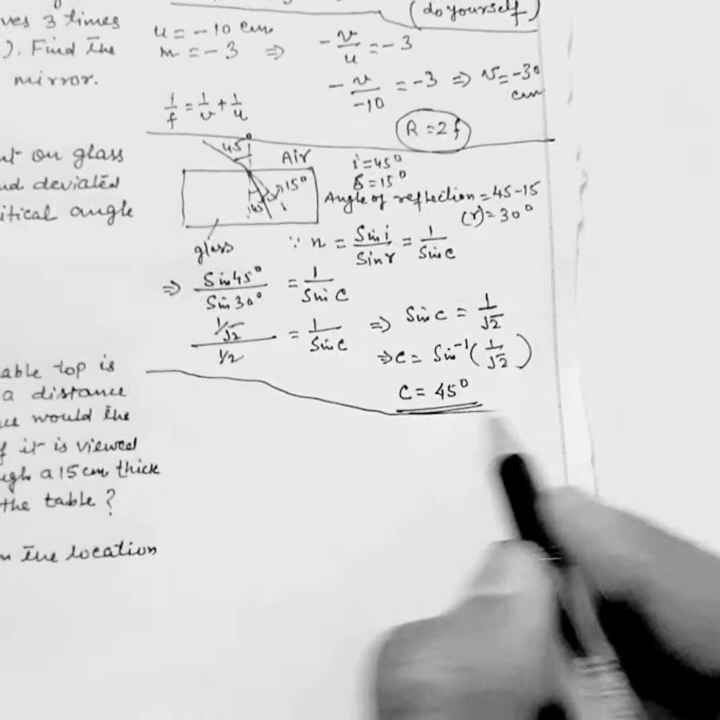 ves 3 times
). Find the
mirror.
(do yourself)
u = -10 cm
m = -3 ⇒ -v/u = -3
-v/-10 = -3 ⇒ v = -30 cm
1/f = 1/v + 1/u
R = 2f
nt on glass
nd deviated
itical angle
45°
Air
15°
45
i
glass
i = 45°
δ = 15°
Angle of reflection = 45-15
(r) = 30°
∵ n = Sin i/Sin r = 1/Sin c
⇒ Sin 45°/Sin 30° = 1/Sin C
1/√2 / 1/2 = 1/Sin C ⇒ Sin c = 1/√2
⇒ c = Sin⁻¹(1/√2)
C = 45°
able top is
a distance
would the
f it is viewed
ugh a 15 cm thick
the table?
m the location